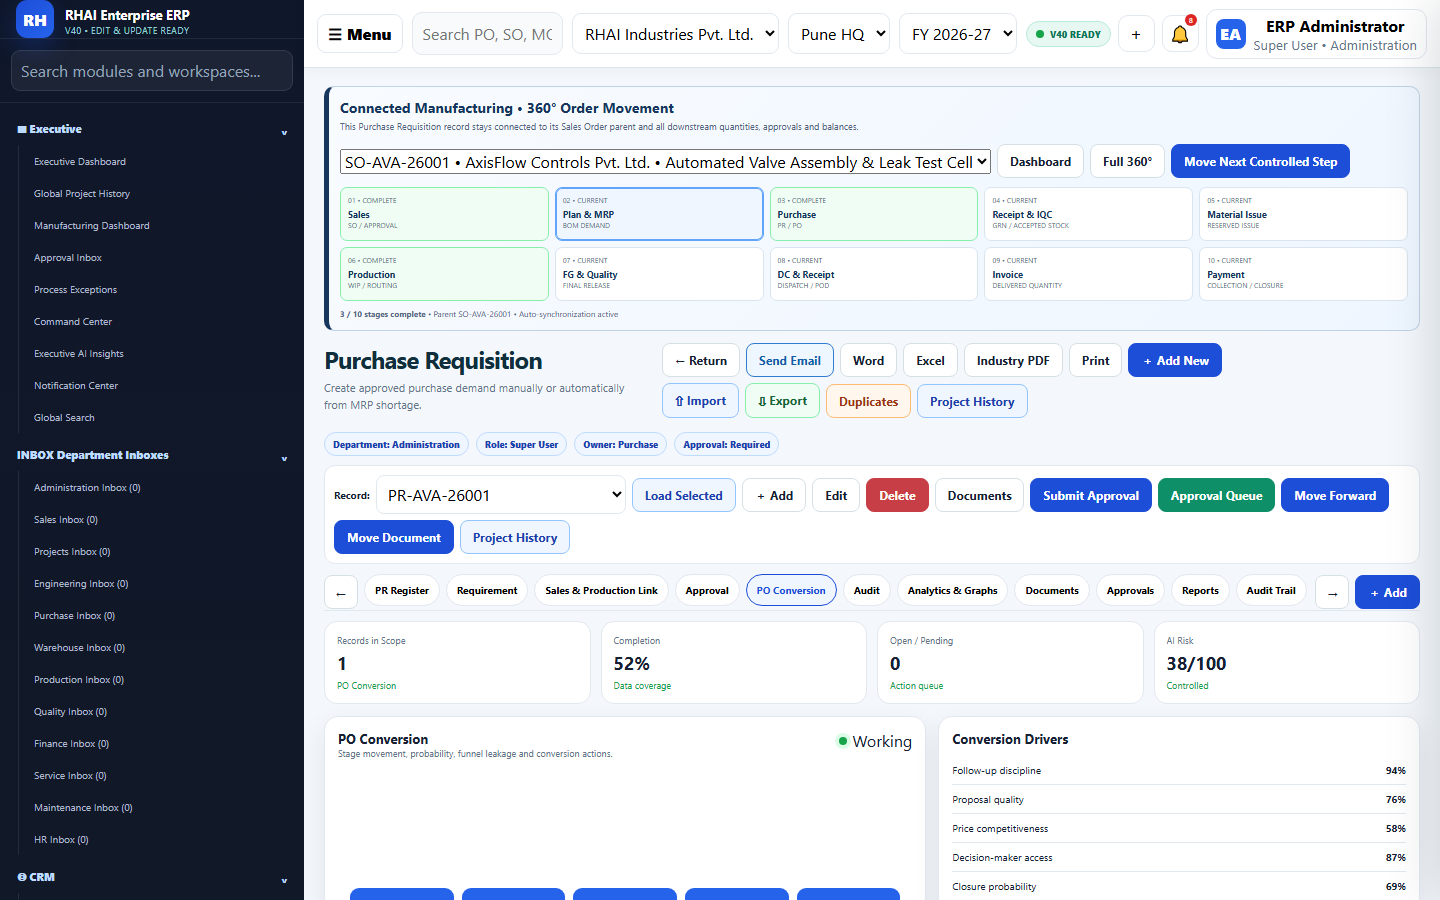 RH
RHAI Enterprise ERP
V40 • EDIT & UPDATE READY
Search modules and workspaces...
Executive
Executive Dashboard
Global Project History
Manufacturing Dashboard
Approval Inbox
Process Exceptions
Command Center
Executive AI Insights
Notification Center
Global Search
INBOX Department Inboxes
Administration Inbox (0)
Sales Inbox (0)
Projects Inbox (0)
Engineering Inbox (0)
Purchase Inbox (0)
Warehouse Inbox (0)
Production Inbox (0)
Quality Inbox (0)
Finance Inbox (0)
Service Inbox (0)
Maintenance Inbox (0)
HR Inbox (0)
CRM
☰ Menu
Search PO, SO, MO
RHAI Industries Pvt. Ltd.
Pune HQ
FY 2026-27
V40 READY
+
8
EA
ERP Administrator
Super User • Administration
Connected Manufacturing • 360° Order Movement
This Purchase Requisition record stays connected to its Sales Order parent and all downstream quantities, approvals and balances.
SO-AVA-26001 • AxisFlow Controls Pvt. Ltd. • Automated Valve Assembly & Leak Test Cell
Dashboard
Full 360°
Move Next Controlled Step
01 • COMPLETE
Sales
SO / APPROVAL
02 • CURRENT
Plan & MRP
BOM DEMAND
03 • COMPLETE
Purchase
PR / PO
04 • CURRENT
Receipt & IQC
GRN / ACCEPTED STOCK
05 • CURRENT
Material Issue
RESERVED ISSUE
06 • COMPLETE
Production
WIP / ROUTING
07 • CURRENT
FG & Quality
FINAL RELEASE
08 • CURRENT
DC & Receipt
DISPATCH / POD
09 • CURRENT
Invoice
DELIVERED QUANTITY
10 • CURRENT
Payment
COLLECTION / CLOSURE
3 / 10 stages complete • Parent SO-AVA-26001 • Auto-synchronization active
Purchase Requisition
Create approved purchase demand manually or automatically
from MRP shortage.
← Return
Send Email
Word
Excel
Industry PDF
Print
+ Add New
⇧ Import
⇩ Export
Duplicates
Project History
Department: Administration
Role: Super User
Owner: Purchase
Approval: Required
Record:
PR-AVA-26001
Load Selected
+ Add
Edit
Delete
Documents
Submit Approval
Approval Queue
Move Forward
Move Document
Project History
←
PR Register
Requirement
Sales & Production Link
Approval
PO Conversion
Audit
Analytics & Graphs
Documents
Approvals
Reports
Audit Trail
→
+ Add
Records in Scope
1
PO Conversion
Completion
52%
Data coverage
Open / Pending
0
Action queue
AI Risk
38/100
Controlled
PO Conversion
Stage movement, probability, funnel leakage and conversion actions.
Working
Conversion Drivers
Follow-up discipline 94%
Proposal quality 76%
Price competitiveness 58%
Decision-maker access 87%
Closure probability 69%